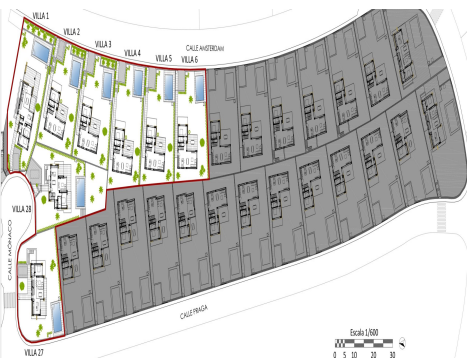 VILLA 1
VILLA 2
VILLA 3
VILLA 4
VILLA 5
VILLA 6
CALLE AMSTERDAM
VILLA 28
CALLE MÓNACO
CALLE PRAGA
VILLA 27
Escala 1/600
0 5 10 20 30